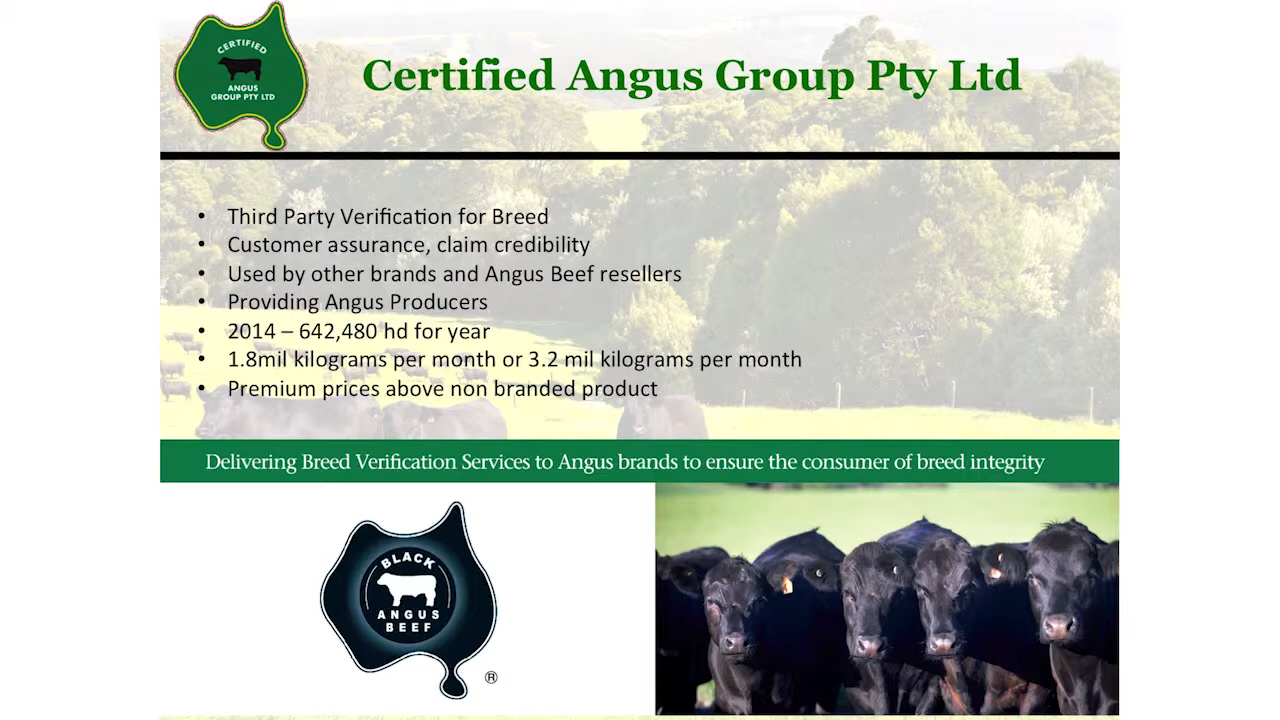 CERTIFIED
ANGUS
GROUP PTY LTD
Certified Angus Group Pty Ltd
• Third Party Verification for Breed
• Customer assurance, claim credibility
• Used by other brands and Angus Beef resellers
• Providing Angus Producers
• 2014 – 642,480 hd for year
• 1.8mil kilograms per month or 3.2 mil kilograms per month
• Premium prices above non branded product
Delivering Breed Verification Services to Angus brands to ensure the consumer of breed integrity
BLACK
ANGUS
BEEF
®